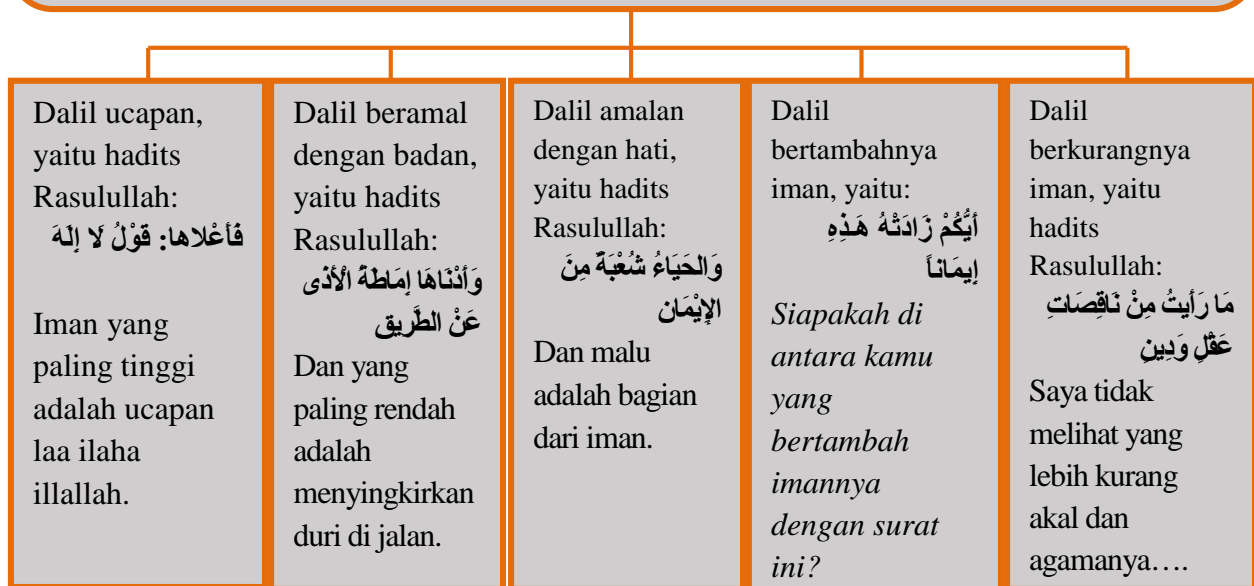 Dalil ucapan,
yaitu hadits
Rasulullah:
فَأَعْلاها: قَوْلُ لَا إِلَهَ
Iman yang
paling tinggi
adalah ucapan
laa ilaha
illallah.
Dalil beramal
dengan badan,
yaitu hadits
Rasulullah:
وَأَدْنَاهَا إِمَاطَةُ الْأَذَى
عَنْ الطَّرِيق
Dan yang
paling rendah
adalah
menyingkirkan
duri di jalan.
Dalil amalan
dengan hati,
yaitu hadits
Rasulullah:
وَالحَيَاءُ شُعْبَةٌ مِنَ
الإِيْمَان
Dan malu
adalah bagian
dari iman.
Dalil
bertambahnya
iman, yaitu:
أَيُّكُمْ زَادَتْهُ هَـذِهِ
إِيمَاناً
Siapakah di
antara kamu
yang
bertambah
imannya
dengan surat
ini?
Dalil
berkurangnya
iman, yaitu
hadits
Rasulullah:
مَا رَأَيتُ مِنْ نَاقِصَاتِ
عَقْلِ وَدِينِ
Saya tidak
melihat yang
lebih kurang
akal dan
agamanya….